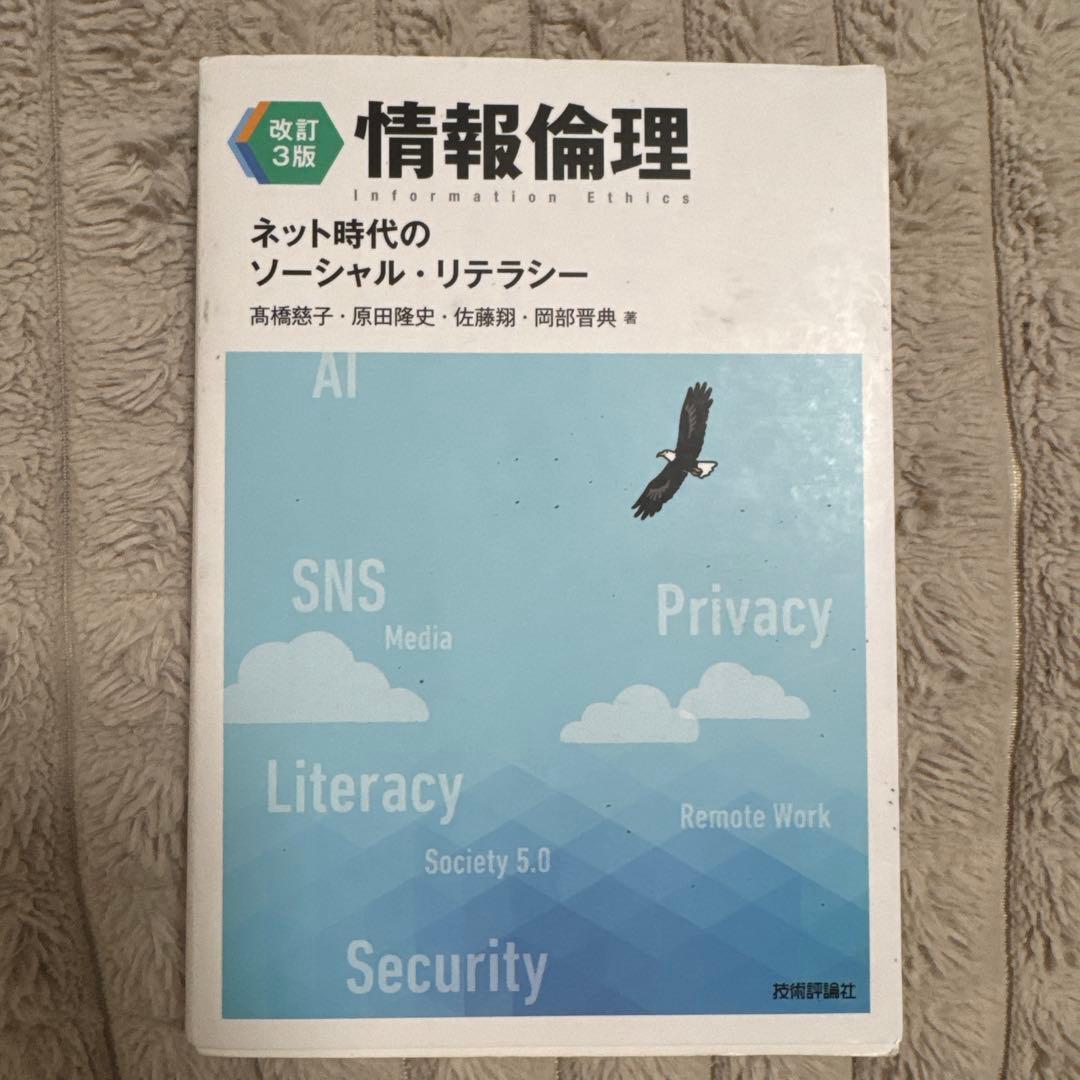 改訂
3版
情報倫理
Information Ethics
ネット時代の
ソーシャル・リテラシー
髙橋慈子・原田隆史・佐藤翔・岡部晋典 著
AI
SNS
Media
Privacy
Literacy
Remote Work
Society 5.0
Security
技術評論社